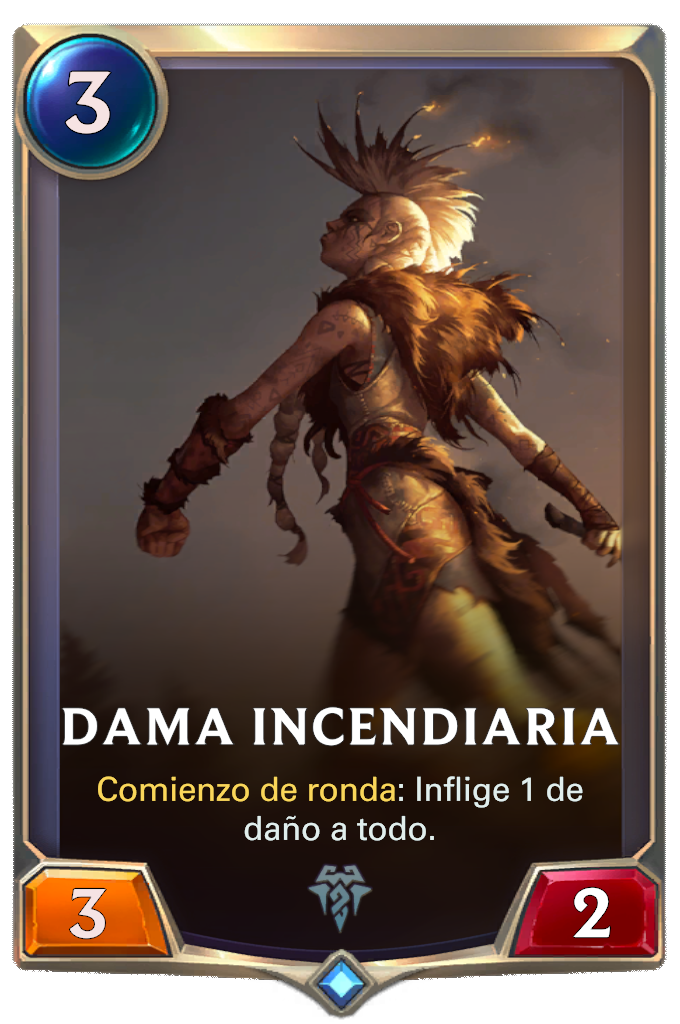 3
DAMA INCENDIARIA
Comienzo de ronda: Inflige 1 de
daño a todo.
3
2